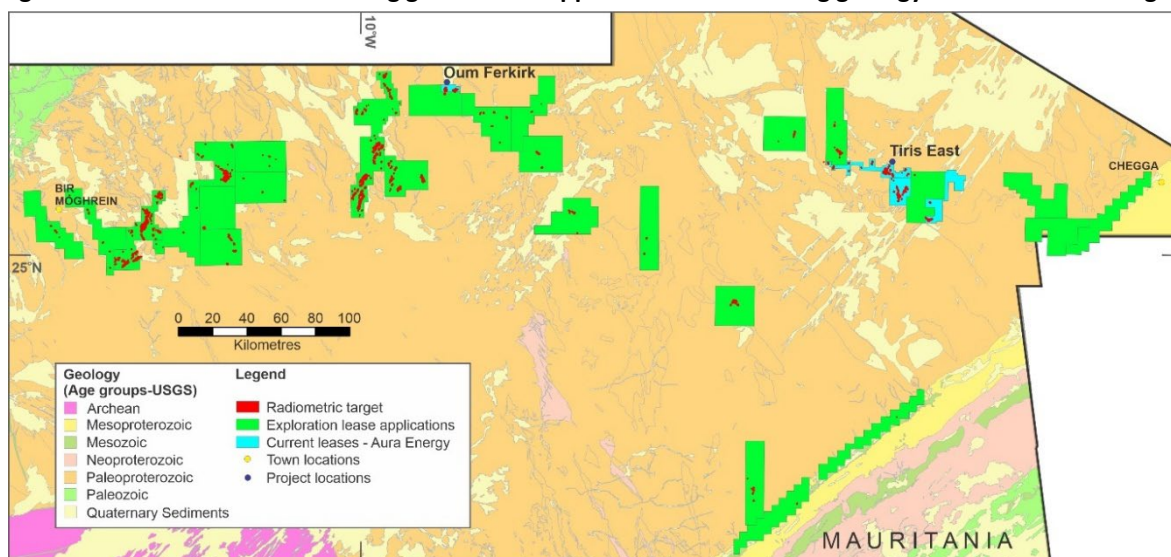 10°W
Oum Ferkirk
Tiris East
CHEGGA
BIR
MÖGHREIN
25°N
0 20 40 60 80 100
Kilometres
Geology
(Age groups-USGS)
Archean
Mesoproterozoic
Mesozoic
Neoproterozoic
Paleoproterozoic
Paleozoic
Quaternary Sediments
Legend
Radiometric target
Exploration lease applications
Current leases - Aura Energy
Town locations
Project locations
MAURITANIA